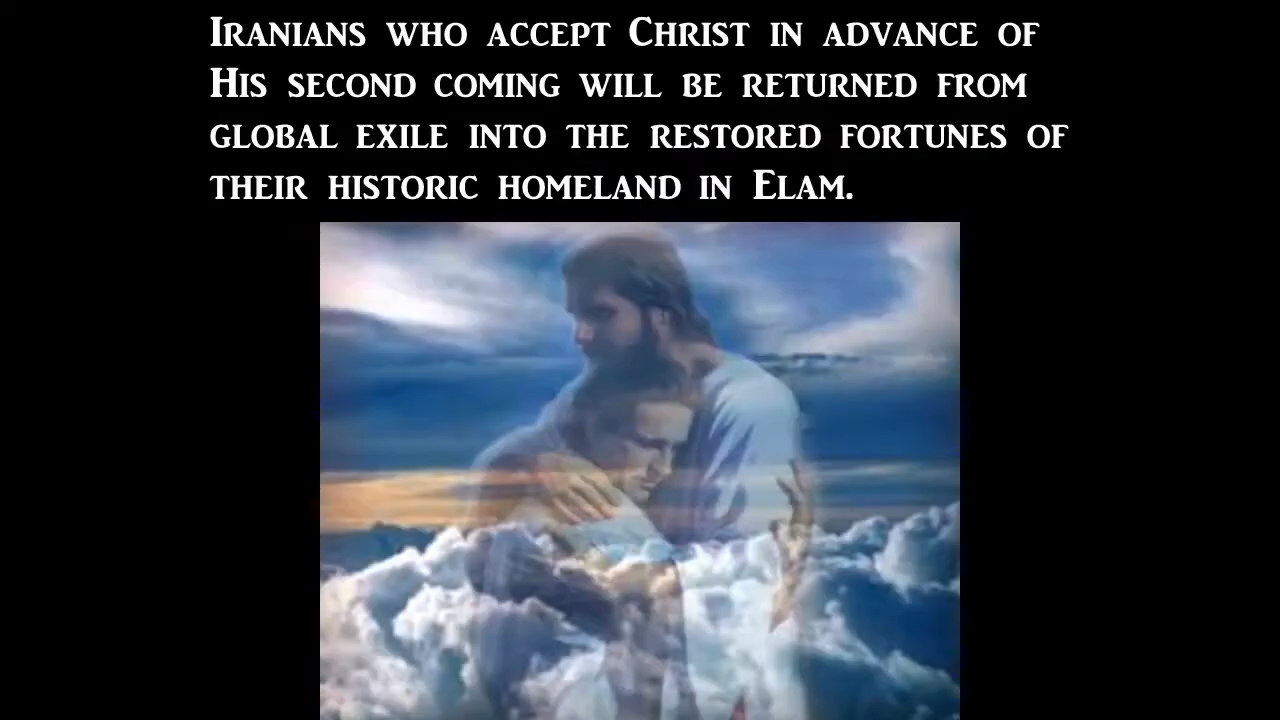 Iranians who accept Christ in advance of
His second coming will be returned from
global exile into the restored fortunes of
their historic homeland in Elam.